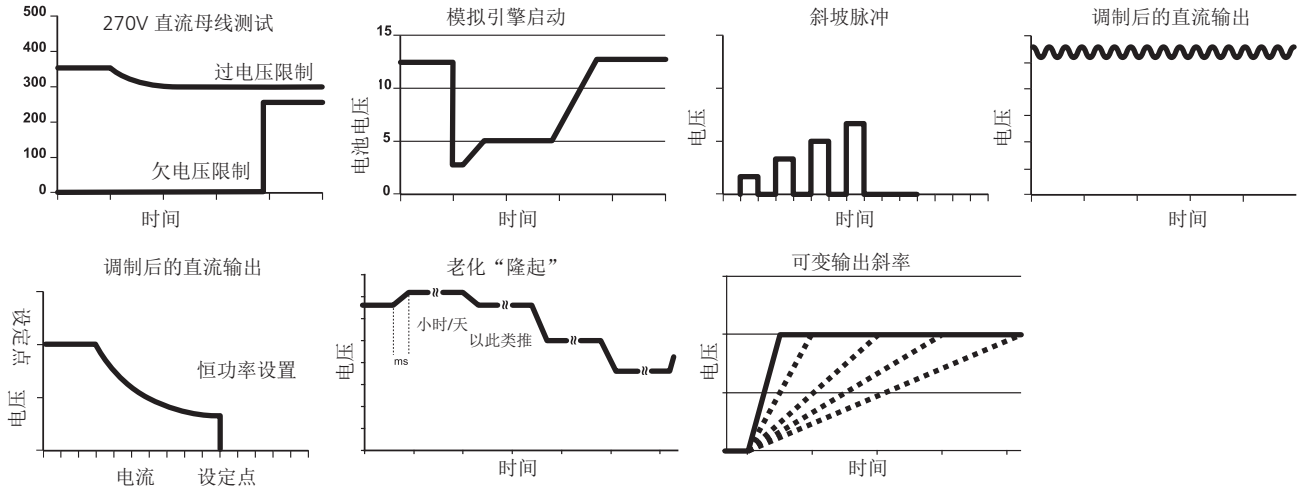 270V 直流母线测试
500
400
300
200
100
0
过电压限制
欠电压限制
时间
模拟引擎启动
电池电压
15
10
5
0
时间
斜坡脉冲
电压
时间
调制后的直流输出
电压
时间
调制后的直流输出
设定点
电压
恒功率设置
电流
设定点
老化“隆起”
电压
小时/天
以此类推
ms
时间
可变输出斜率
电压
时间